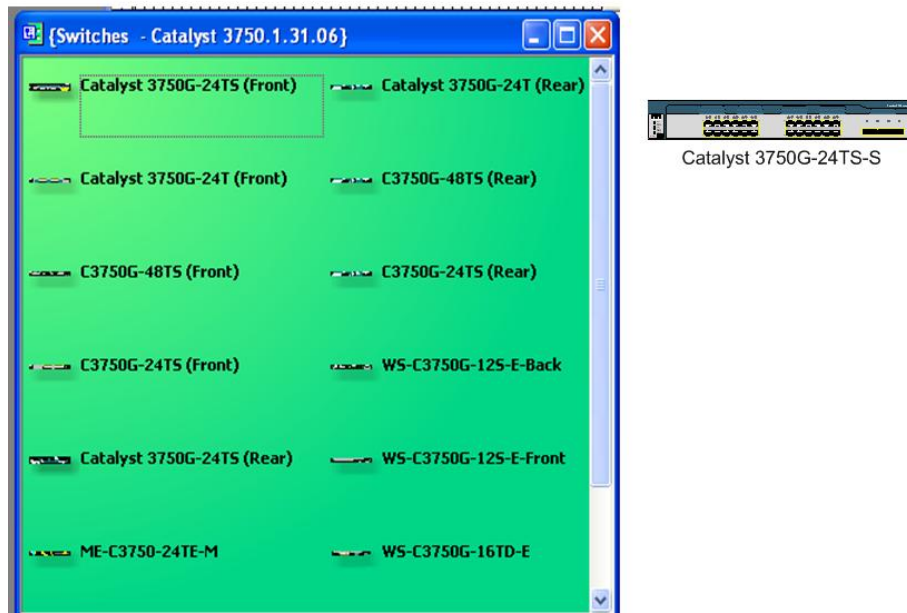 {Switches - Catalyst 3750.1.31.06}
Catalyst 3750G-24TS (Front)
Catalyst 3750G-24T (Rear)
Catalyst 3750G-24T (Front)
C3750G-48TS (Rear)
C3750G-48TS (Front)
C3750G-24TS (Rear)
C3750G-24TS (Front)
WS-C3750G-12S-E-Back
Catalyst 3750G-24TS (Rear)
WS-C3750G-12S-E-Front
ME-C3750-24TE-M
WS-C3750G-16TD-E
Catalyst 3750G-24TS-S